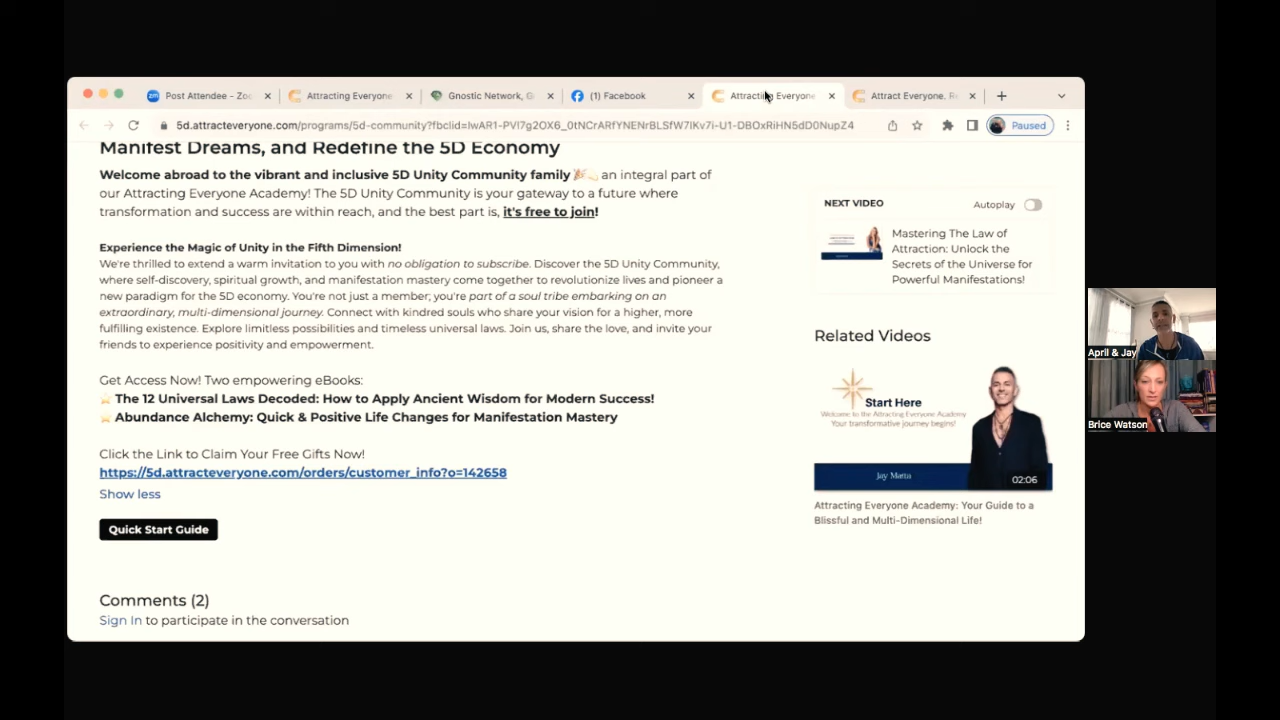 Post Attendee - Zoo
Attracting Everyone
Gnostic Network, G
(1) Facebook
Attracting Everyone
Attract Everyone, Re
5d.attracteveryone.com/programs/5d-community?fbclid=IwAR1-PVI7g2OX6_0tNCrARfYNENrBLSfW7lKv7i-U1-DBOxRiHN5dD0NupZ4
Paused
Manifest Dreams, and Redefine the 5D Economy
Welcome abroad to the vibrant and inclusive 5D Unity Community family 🎉💫 an integral part of
our Attracting Everyone Academy! The 5D Unity Community is your gateway to a future where
transformation and success are within reach, and the best part is, it's free to join!
Experience the Magic of Unity in the Fifth Dimension!
We're thrilled to extend a warm invitation to you with no obligation to subscribe. Discover the 5D Unity Community,
where self-discovery, spiritual growth, and manifestation mastery come together to revolutionize lives and pioneer a
new paradigm for the 5D economy. You're not just a member; you're part of a soul tribe embarking on an
extraordinary, multi-dimensional journey. Connect with kindred souls who share your vision for a higher, more
fulfilling existence. Explore limitless possibilities and timeless universal laws. Join us, share the love, and invite your
friends to experience positivity and empowerment.
Get Access Now! Two empowering eBooks:
The 12 Universal Laws Decoded: How to Apply Ancient Wisdom for Modern Success!
Abundance Alchemy: Quick & Positive Life Changes for Manifestation Mastery
Click the Link to Claim Your Free Gifts Now!
https://5d.attracteveryone.com/orders/customer_info?o=142658
Show less
Quick Start Guide
Comments (2)
Sign In to participate in the conversation
NEXT VIDEO
Autoplay
Mastering The Law of
Attraction: Unlock the
Secrets of the Universe for
Powerful Manifestations!
Related Videos
Start Here
Welcome to the Attracting Everyone Academy
Your transformative journey begins!
Jay Matta
02:06
Attracting Everyone Academy: Your Guide to a
Blissful and Multi-Dimensional Life!
April & Jay
Brice Watson